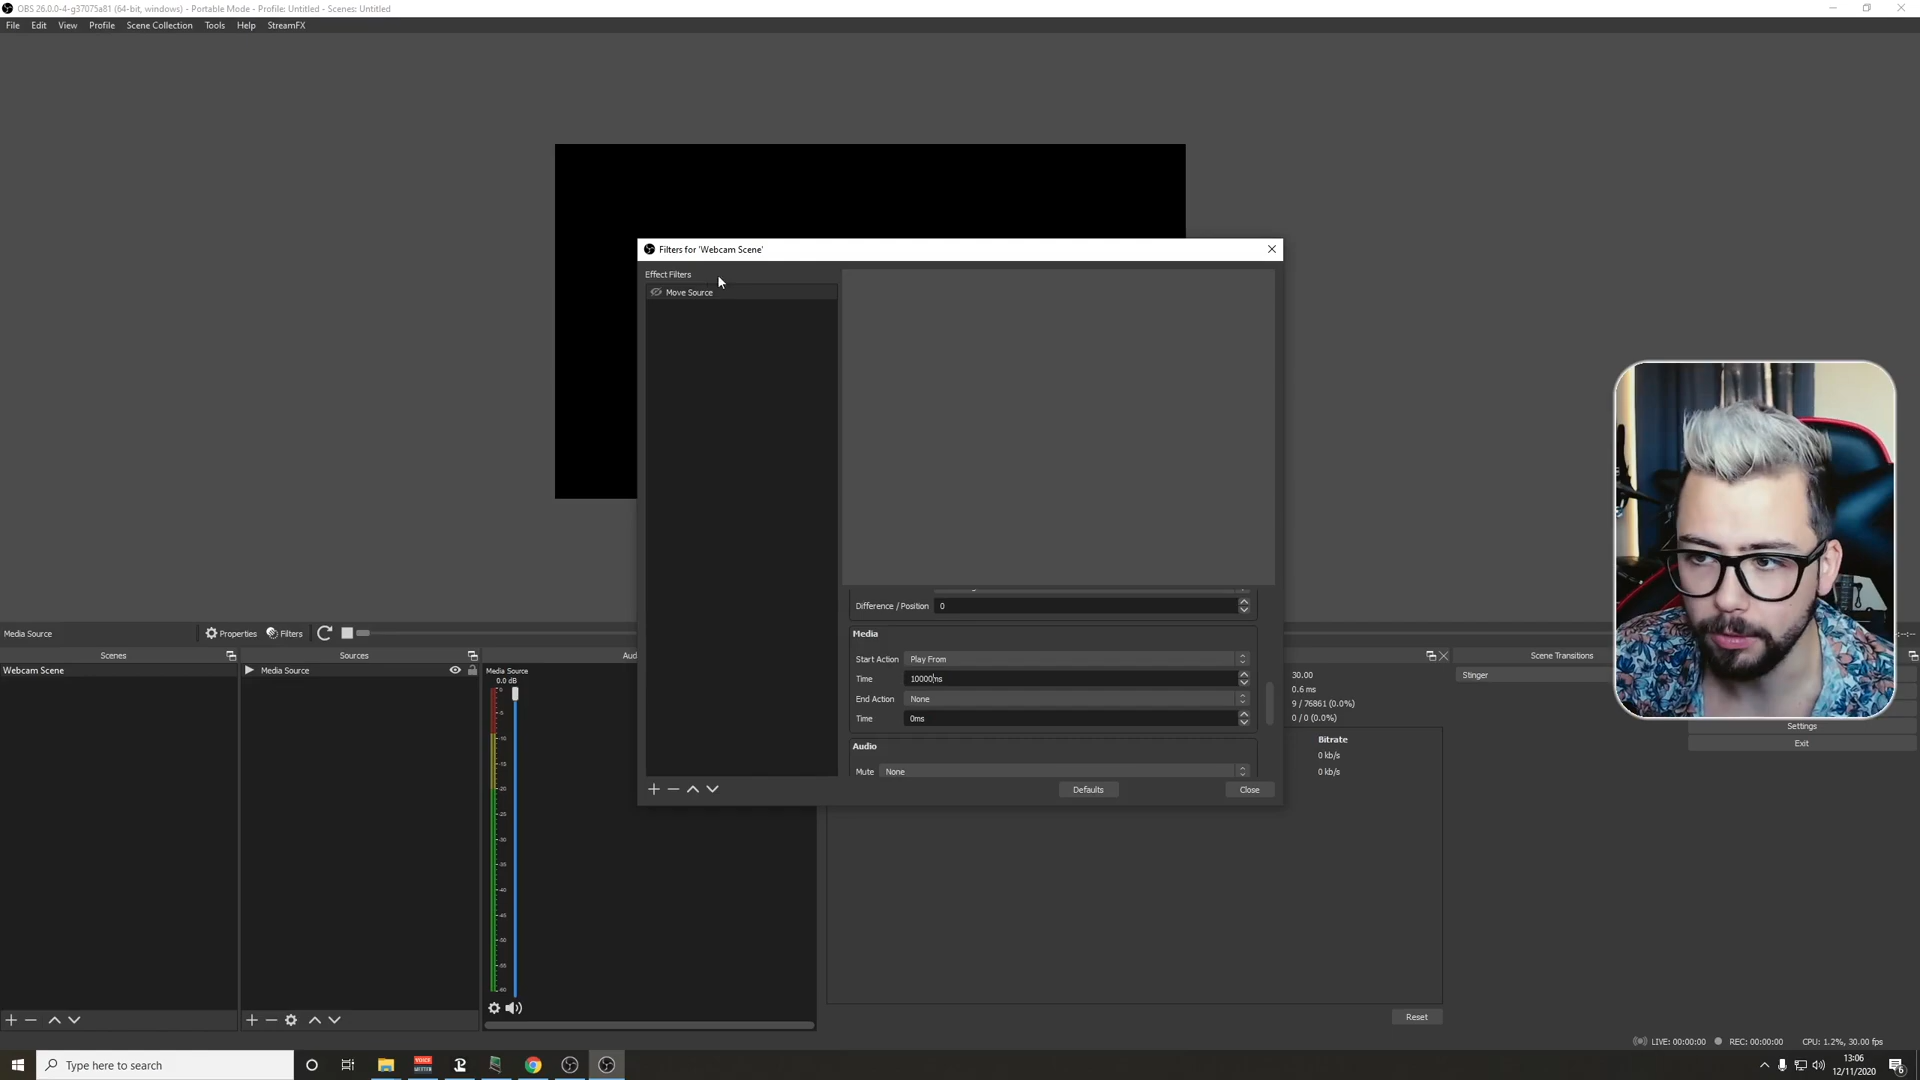 OBS 26.0.0-4-g37075a81 (64-bit, windows) - Portable Mode - Profile: Untitled - Scenes: Untitled
File Edit View Profile Scene Collection Tools Help StreamFX
Filters for 'Webcam Scene'
Effect Filters
Move Source
Difference / Position 0
Media
Start Action Play From
Time 10000ms
End Action None
Time 0ms
Audio
Mute None
Defaults Close
Media Source Properties Filters
Scenes Sources Aud Scene Transitions
Webcam Scene
Media Source
Media Source
0.0 dB
30.00
0.6 ms
9 / 76861 (0.0%)
0 / 0 (0.0%)
Bitrate
0 kb/s
0 kb/s
Stinger
Settings
Exit
Reset
LIVE: 00:00:00 REC: 00:00:00 CPU: 1.2%, 30.00 fps
Type here to search
13:06
12/11/2020